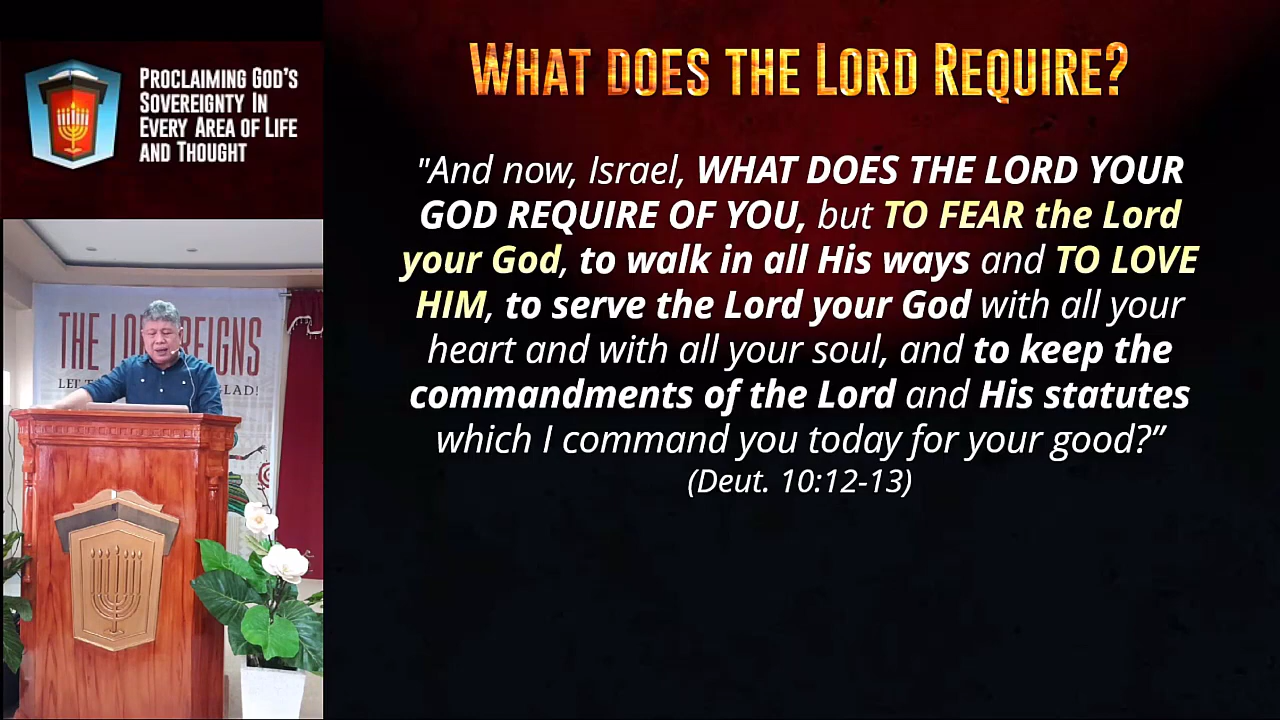 PROCLAIMING GOD'S
SOVEREIGNTY IN
EVERY AREA OF LIFE
AND THOUGHT
WHAT DOES THE LORD REQUIRE?
"And now, Israel, WHAT DOES THE LORD YOUR
GOD REQUIRE OF YOU, but TO FEAR the Lord
your God, to walk in all His ways and TO LOVE
HIM, to serve the Lord your God with all your
heart and with all your soul, and to keep the
commandments of the Lord and His statutes
which I command you today for your good?”
(Deut. 10:12-13)
THE REIGNS
LET LAD!